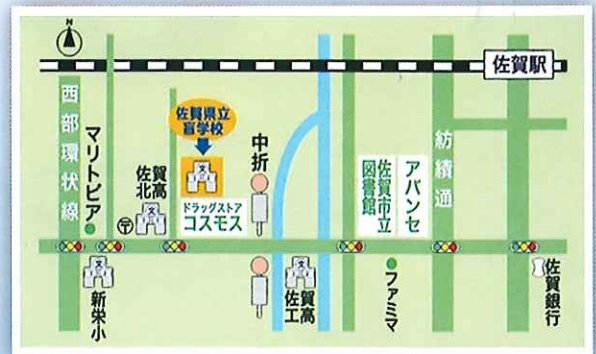 N
佐賀駅
西部環状線
マリトピア
佐賀県立
盲学校
佐賀
北高
ドラッグストア
コスモス
中折
佐賀市立
図書館
アバンセ
紡績通
新栄小
佐賀
工高
ファミマ
佐賀銀行